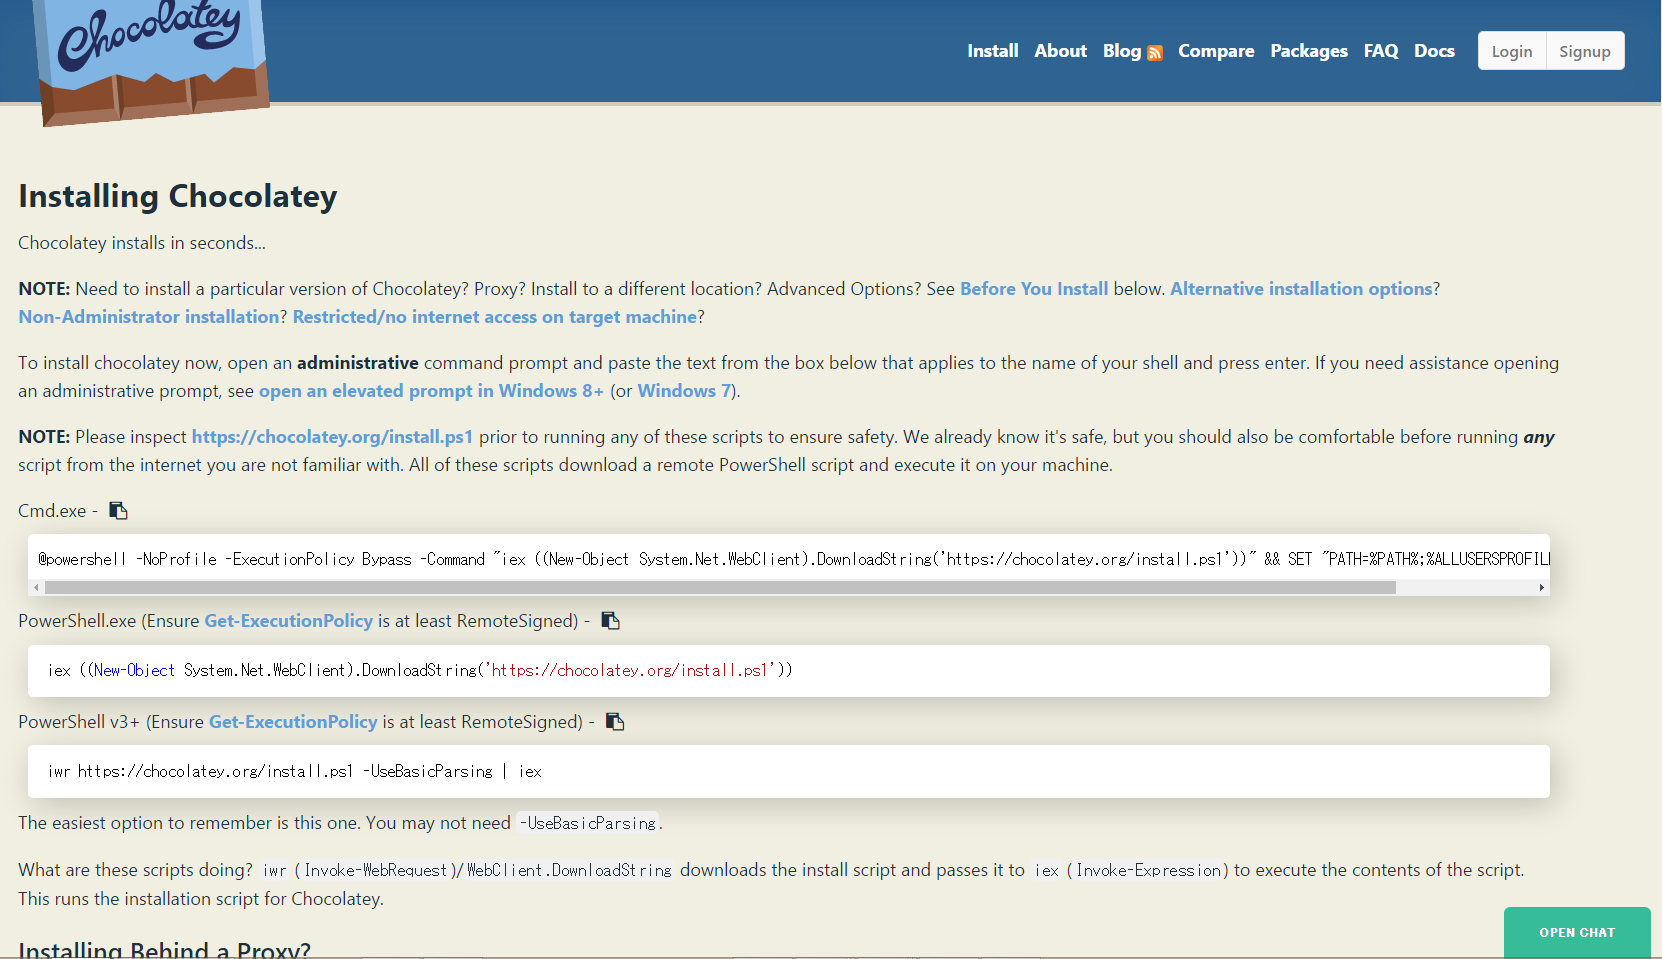 Chocolatey
Install About Blog Compare Packages FAQ Docs Login Signup
Installing Chocolatey
Chocolatey installs in seconds...
NOTE: Need to install a particular version of Chocolatey? Proxy? Install to a different location? Advanced Options? See Before You Install below. Alternative installation options?
Non-Administrator installation? Restricted/no internet access on target machine?
To install chocolatey now, open an administrative command prompt and paste the text from the box below that applies to the name of your shell and press enter. If you need assistance opening
an administrative prompt, see open an elevated prompt in Windows 8+ (or Windows 7).
NOTE: Please inspect https://chocolatey.org/install.ps1 prior to running any of these scripts to ensure safety. We already know it's safe, but you should also be comfortable before running any
script from the internet you are not familiar with. All of these scripts download a remote PowerShell script and execute it on your machine.
Cmd.exe -
@powershell -NoProfile -ExecutionPolicy Bypass -Command "iex ((New-Object System.Net.WebClient).DownloadString('https://chocolatey.org/install.ps1'))" && SET "PATH=%PATH%;%ALLUSERSPROFIL
PowerShell.exe (Ensure Get-ExecutionPolicy is at least RemoteSigned) -
iex ((New-Object System.Net.WebClient).DownloadString('https://chocolatey.org/install.ps1'))
PowerShell v3+ (Ensure Get-ExecutionPolicy is at least RemoteSigned) -
iwr https://chocolatey.org/install.ps1 -UseBasicParsing | iex
The easiest option to remember is this one. You may not need -UseBasicParsing.
What are these scripts doing? iwr (Invoke-WebRequest)/WebClient.DownloadString downloads the install script and passes it to iex (Invoke-Expression) to execute the contents of the script.
This runs the installation script for Chocolatey.
Installing Behind a Proxy?
OPEN CHAT